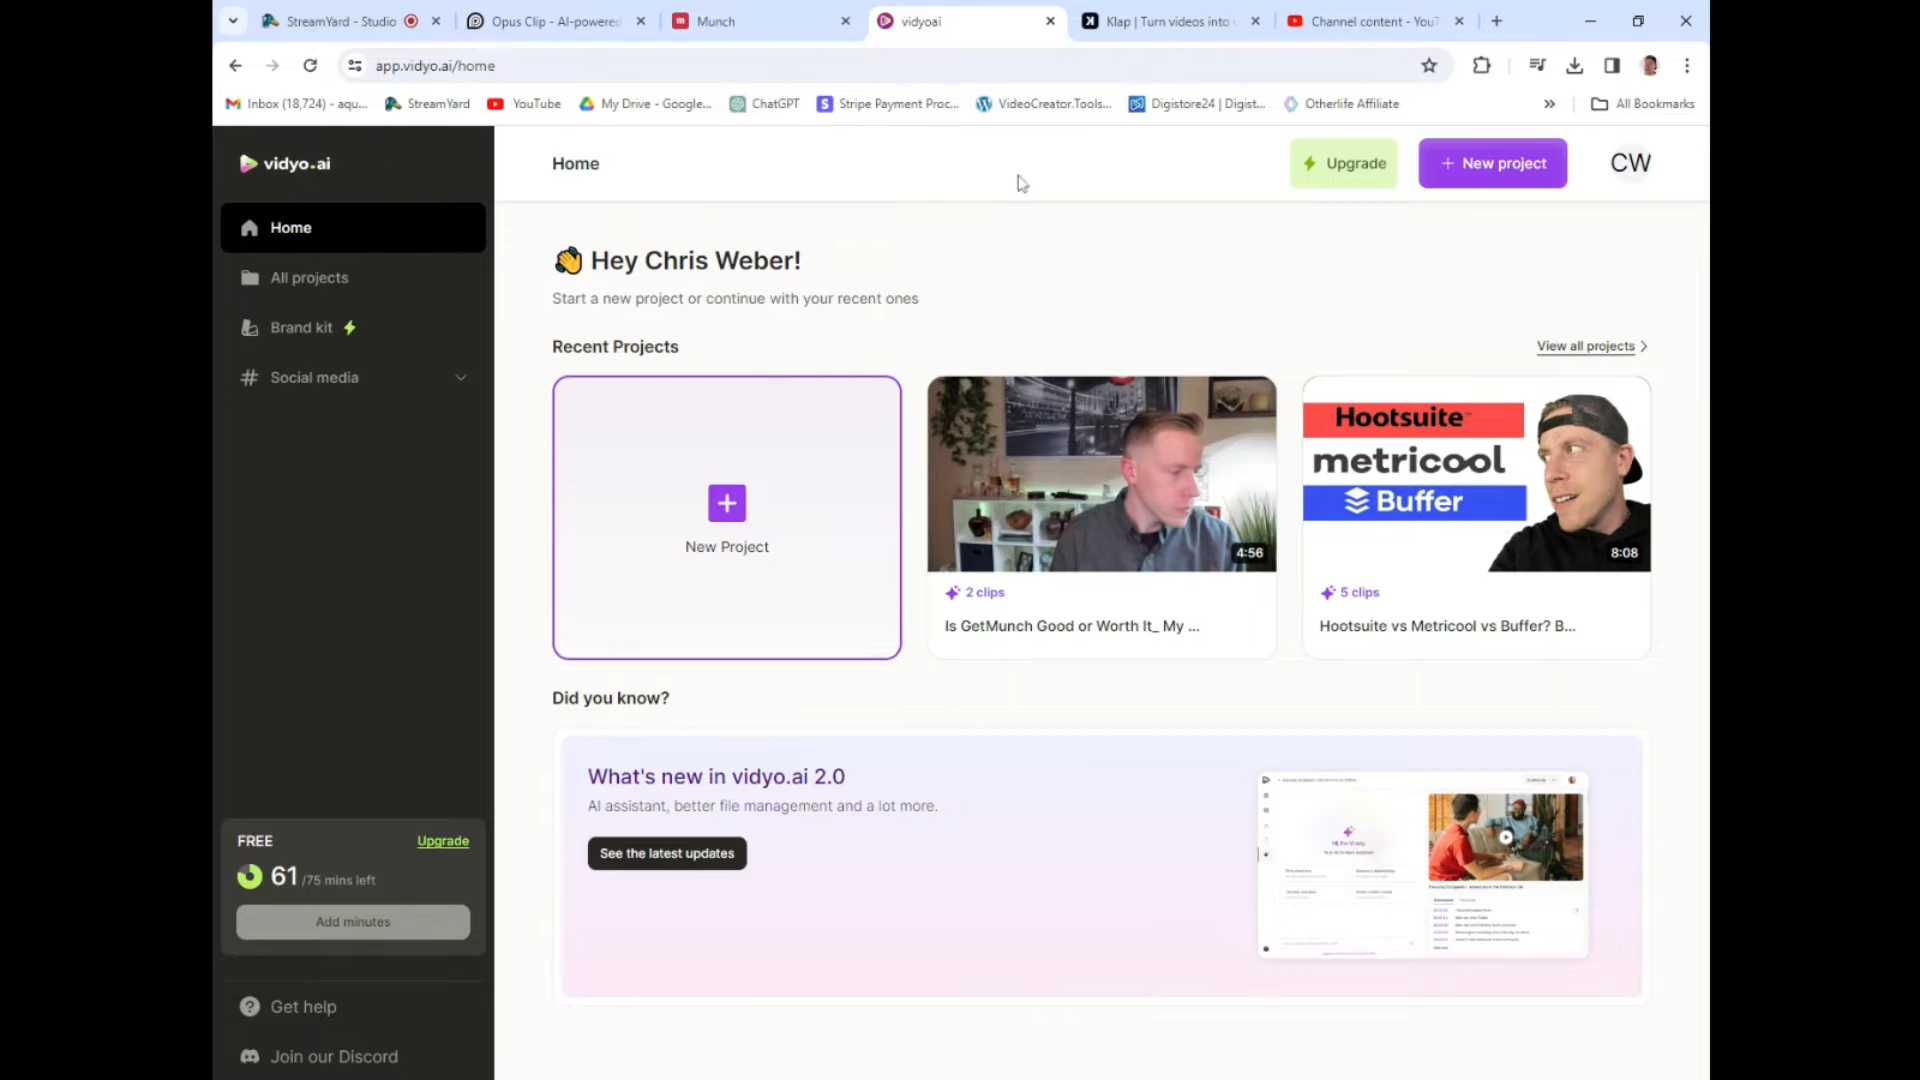 StreamYard - Studio
Opus Clip - AI-powered
Munch
vidyoai
Klap | Turn videos into
Channel content - YouT
app.vidyo.ai/home
Inbox (18,724) - aqu...
StreamYard
YouTube
My Drive - Google...
ChatGPT
Stripe Payment Proc...
VideoCreator.Tools...
Digistore24 | Digist...
Otherlife Affiliate
»
All Bookmarks
vidyo.ai
Home
Upgrade
+ New project
CW
Home
All projects
Brand kit
Social media
Hey Chris Weber!
Start a new project or continue with your recent ones
Recent Projects
View all projects
New Project
4:56
2 clips
Is GetMunch Good or Worth It_ My ...
Hootsuite™
metricool
Buffer
8:08
5 clips
Hootsuite vs Metricool vs Buffer? B...
Did you know?
What's new in vidyo.ai 2.0
AI assistant, better file management and a lot more.
See the latest updates
FREE
Upgrade
61 /75 mins left
Add minutes
Get help
Join our Discord